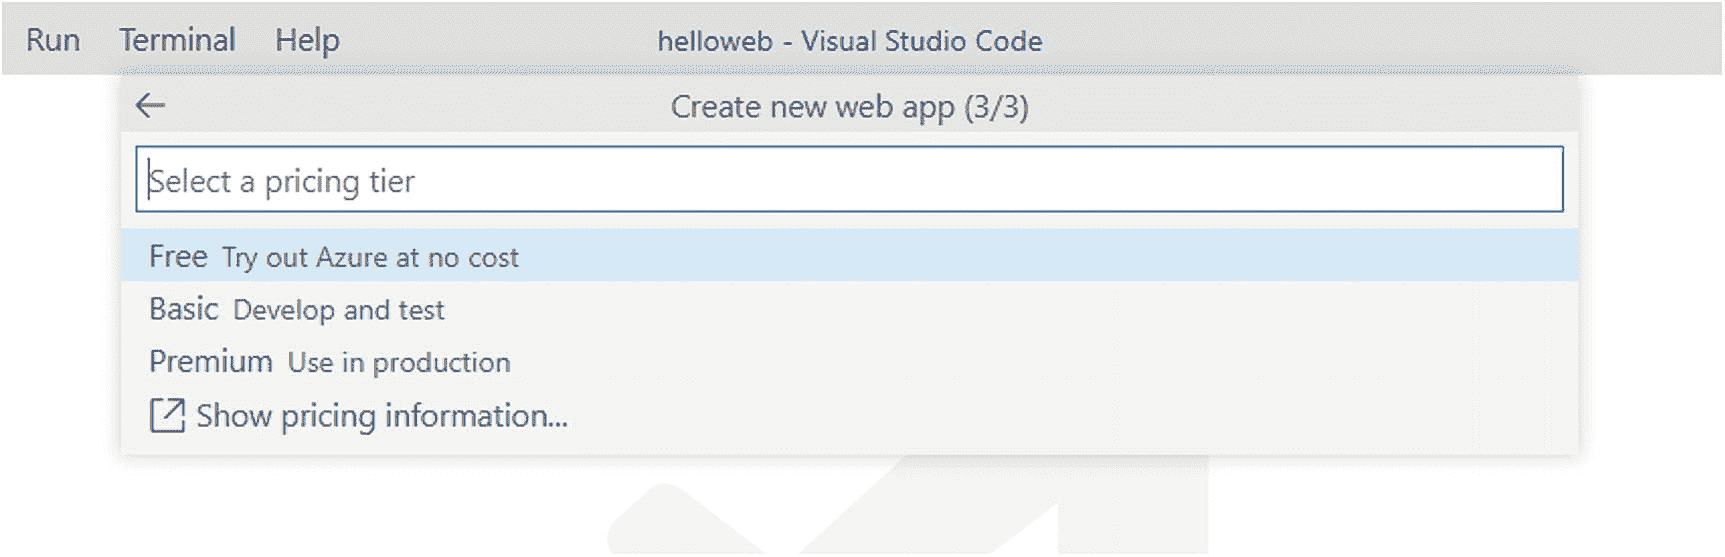 Run Terminal Help helloweb - Visual Studio Code
Create new web app (3/3)
Select a pricing tier
Free Try out Azure at no cost
Basic Develop and test
Premium Use in production
Show pricing information...